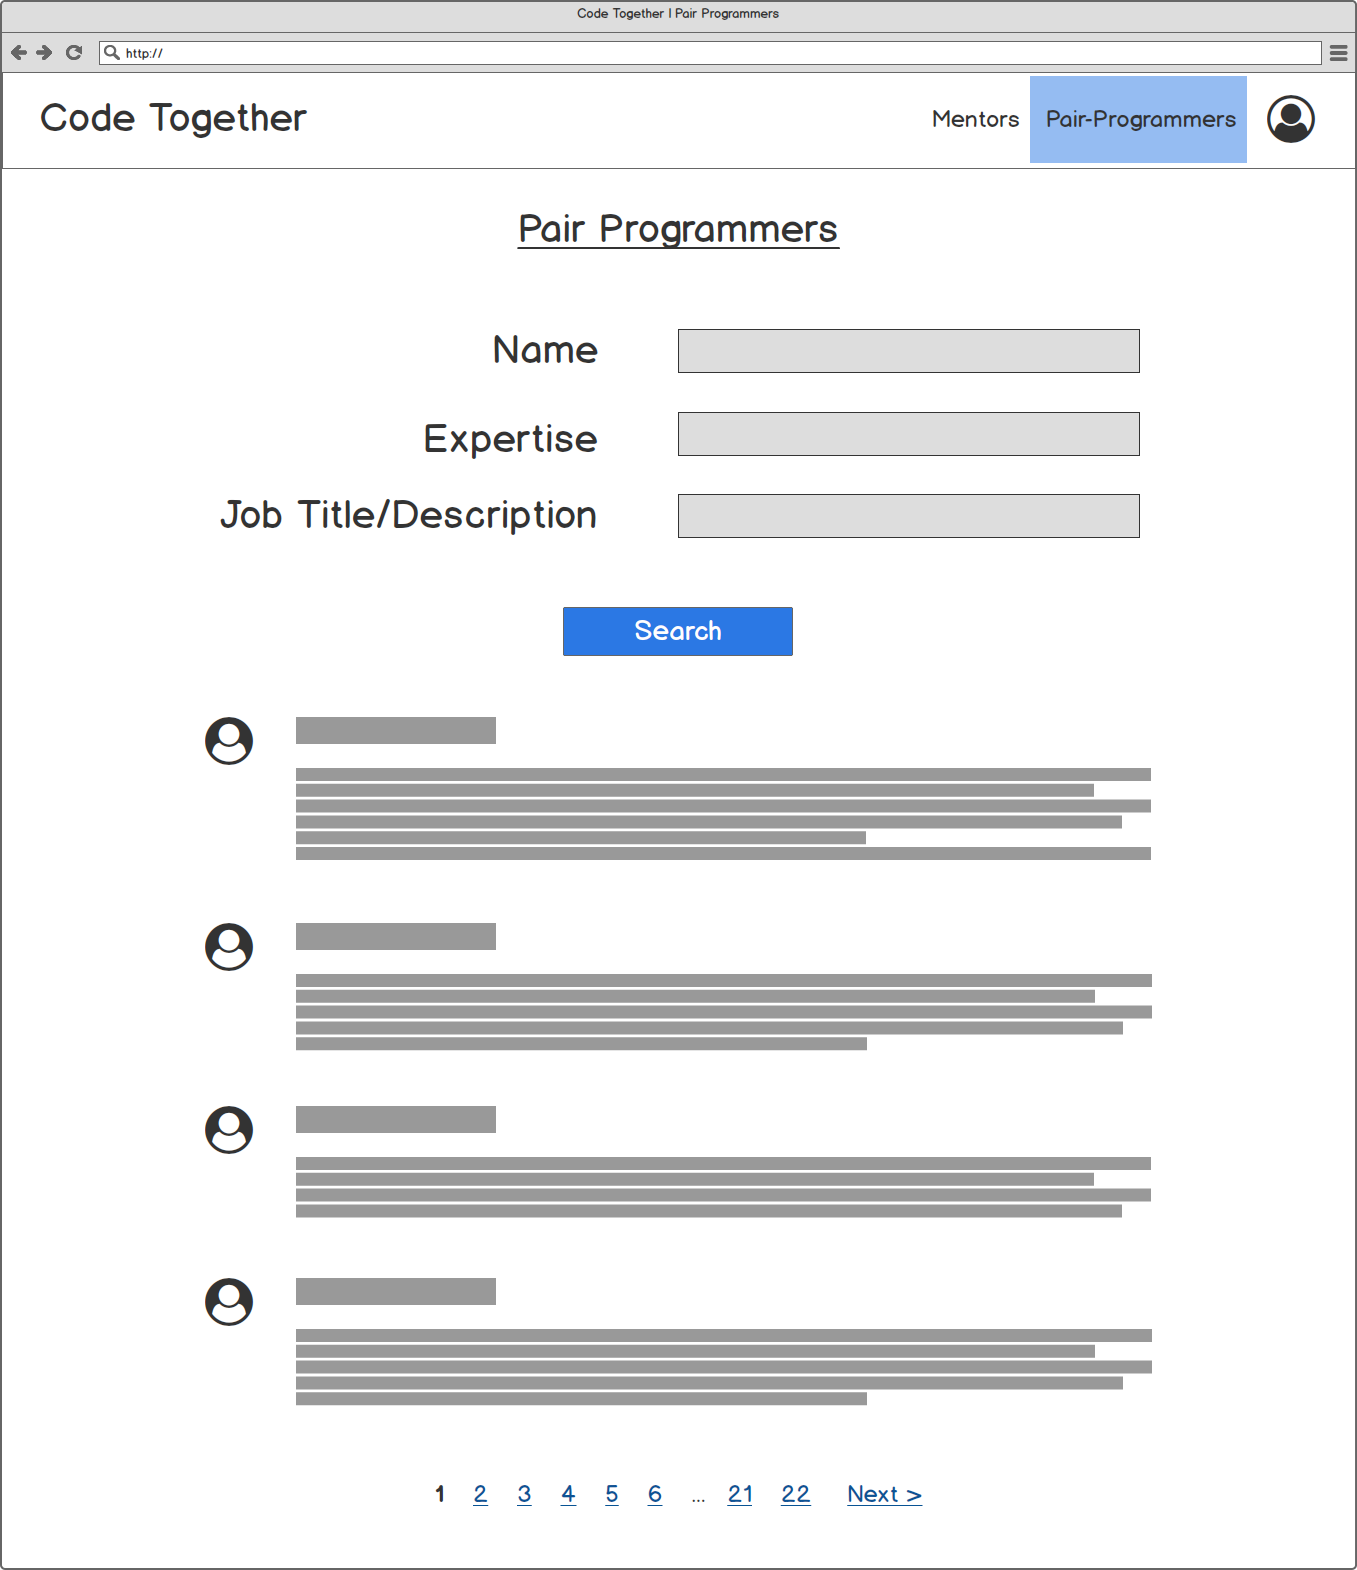 Code Together | Pair Programmers
http://
Code Together
Mentors
Pair-Programmers
Pair Programmers
Name
Expertise
Job Title/Description
Search
1 2 3 4 5 6 ... 21 22 Next >